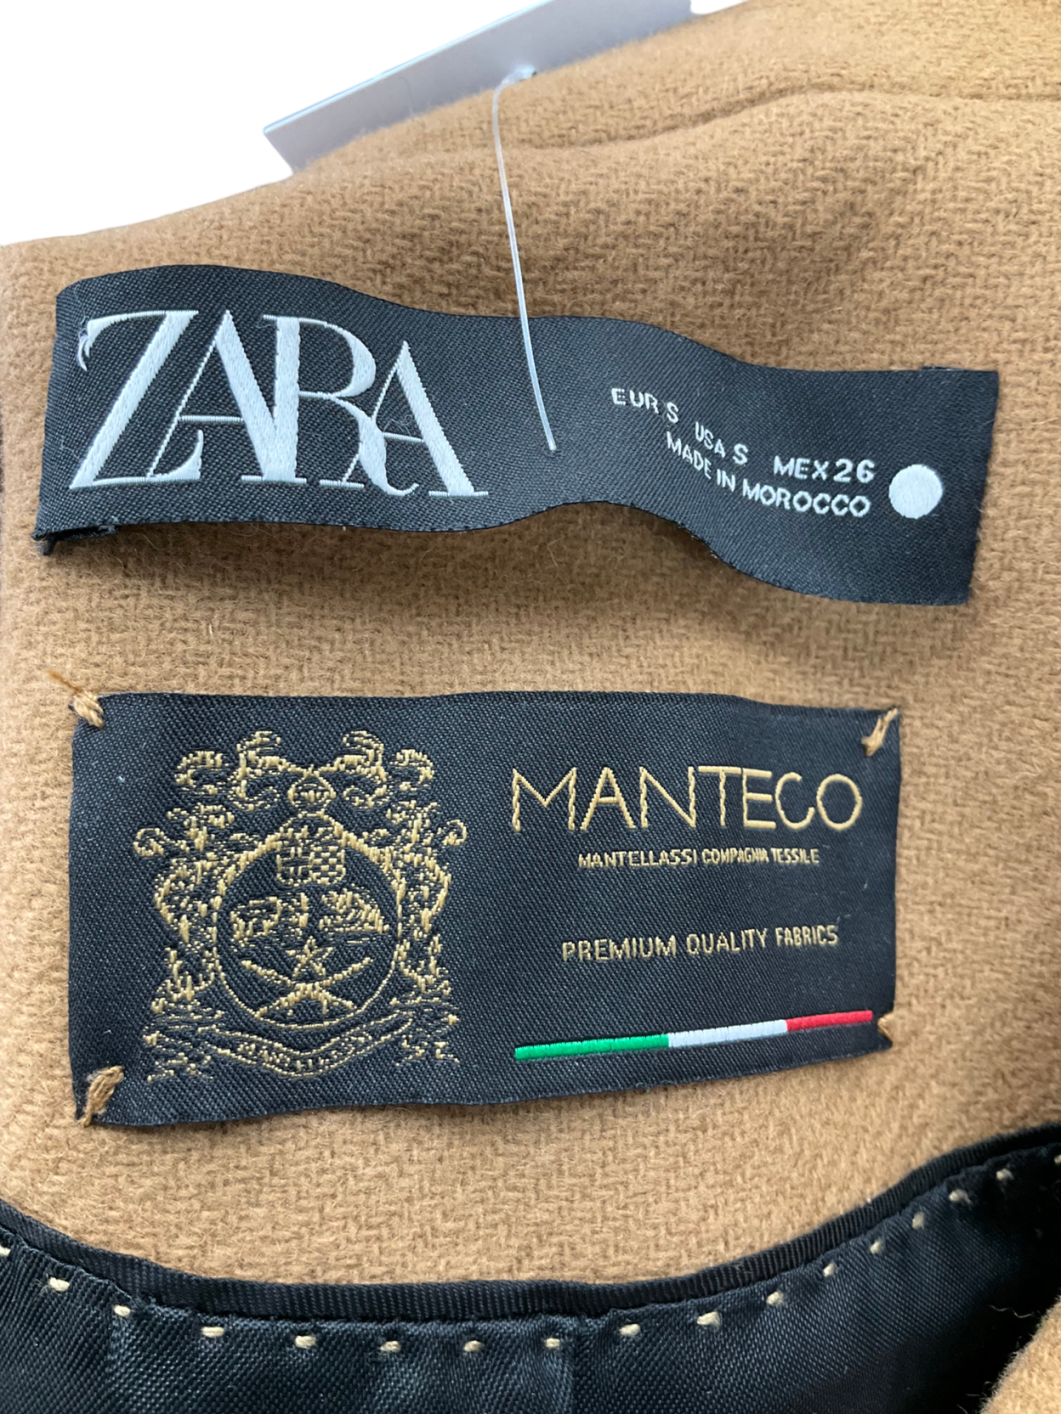 ZARA
EUR S USA S MEX 26
MADE IN MOROCCO
MANTECO
MANTELLASSI COMPAGNIA TESSILE
PREMIUM QUALITY FABRICS